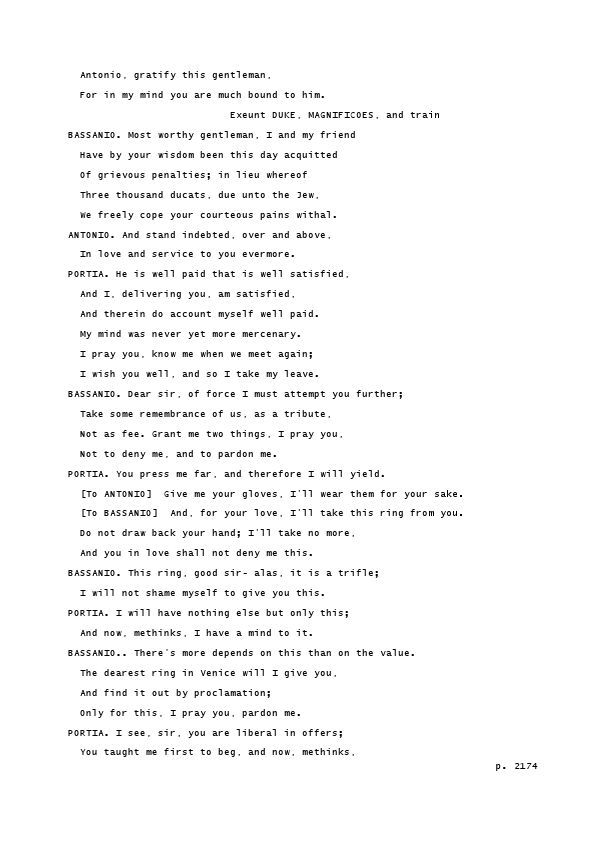 Antonio, gratify this gentleman,
For in my mind you are much bound to him.
Exeunt DUKE, MAGNIFICOES, and train
BASSANIO. Most worthy gentleman, I and my friend
Have by your wisdom been this day acquitted
Of grievous penalties; in lieu whereof
Three thousand ducats, due unto the Jew,
We freely cope your courteous pains withal.
ANTONIO. And stand indebted, over and above,
In love and service to you evermore.
PORTIA. He is well paid that is well satisfied,
And I, delivering you, am satisfied,
And therein do account myself well paid.
My mind was never yet more mercenary.
I pray you, know me when we meet again;
I wish you well, and so I take my leave.
BASSANIO. Dear sir, of force I must attempt you further;
Take some remembrance of us, as a tribute,
Not as fee. Grant me two things, I pray you,
Not to deny me, and to pardon me.
PORTIA. You press me far, and therefore I will yield.
[To ANTONIO]  Give me your gloves, I'll wear them for your sake.
[To BASSANIO]  And, for your love, I'll take this ring from you.
Do not draw back your hand; I'll take no more,
And you in love shall not deny me this.
BASSANIO. This ring, good sir- alas, it is a trifle;
I will not shame myself to give you this.
PORTIA. I will have nothing else but only this;
And now, methinks, I have a mind to it.
BASSANIO.. There's more depends on this than on the value.
The dearest ring in Venice will I give you,
And find it out by proclamation;
Only for this, I pray you, pardon me.
PORTIA. I see, sir, you are liberal in offers;
You taught me first to beg, and now, methinks,
p. 2174